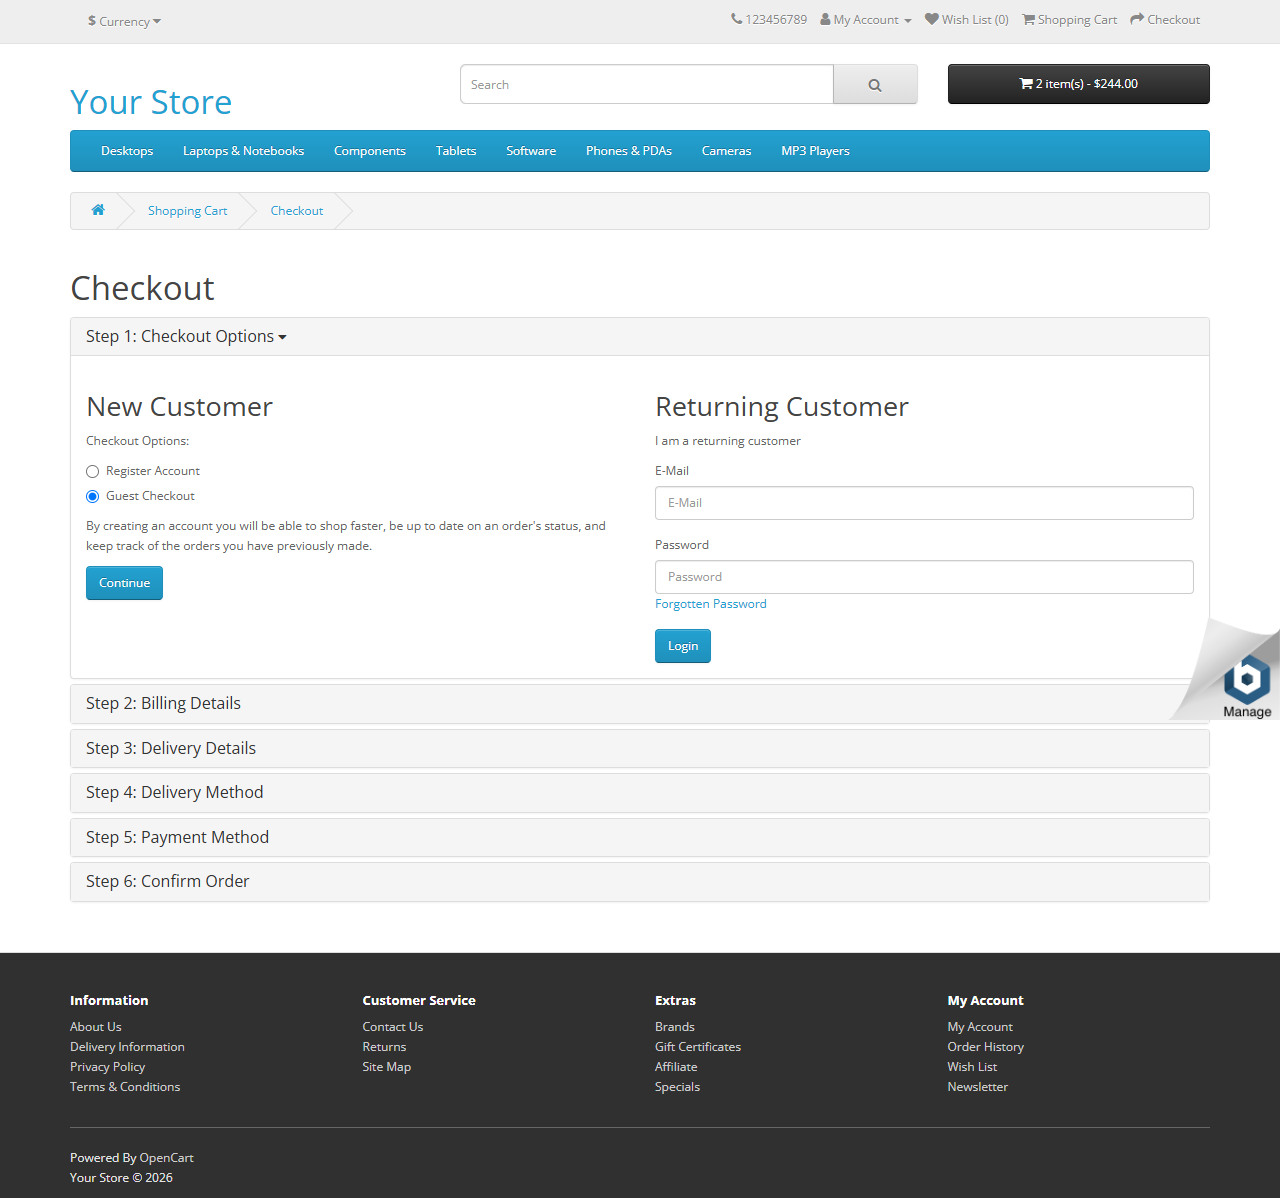 $ Currency
123456789 My Account Wish List (0) Shopping Cart Checkout
Your Store
Search
2 item(s) - $244.00
Desktops Laptops & Notebooks Components Tablets Software Phones & PDAs Cameras MP3 Players
Shopping Cart Checkout
Checkout
Step 1: Checkout Options
New Customer
Checkout Options:
Register Account
Guest Checkout
By creating an account you will be able to shop faster, be up to date on an order's status, and
keep track of the orders you have previously made.
Continue
Returning Customer
I am a returning customer
E-Mail
E-Mail
Password
Password
Forgotten Password
Login
Manage
Step 2: Billing Details
Step 3: Delivery Details
Step 4: Delivery Method
Step 5: Payment Method
Step 6: Confirm Order
Information
About Us
Delivery Information
Privacy Policy
Terms & Conditions
Customer Service
Contact Us
Returns
Site Map
Extras
Brands
Gift Certificates
Affiliate
Specials
My Account
My Account
Order History
Wish List
Newsletter
Powered By OpenCart
Your Store © 2026